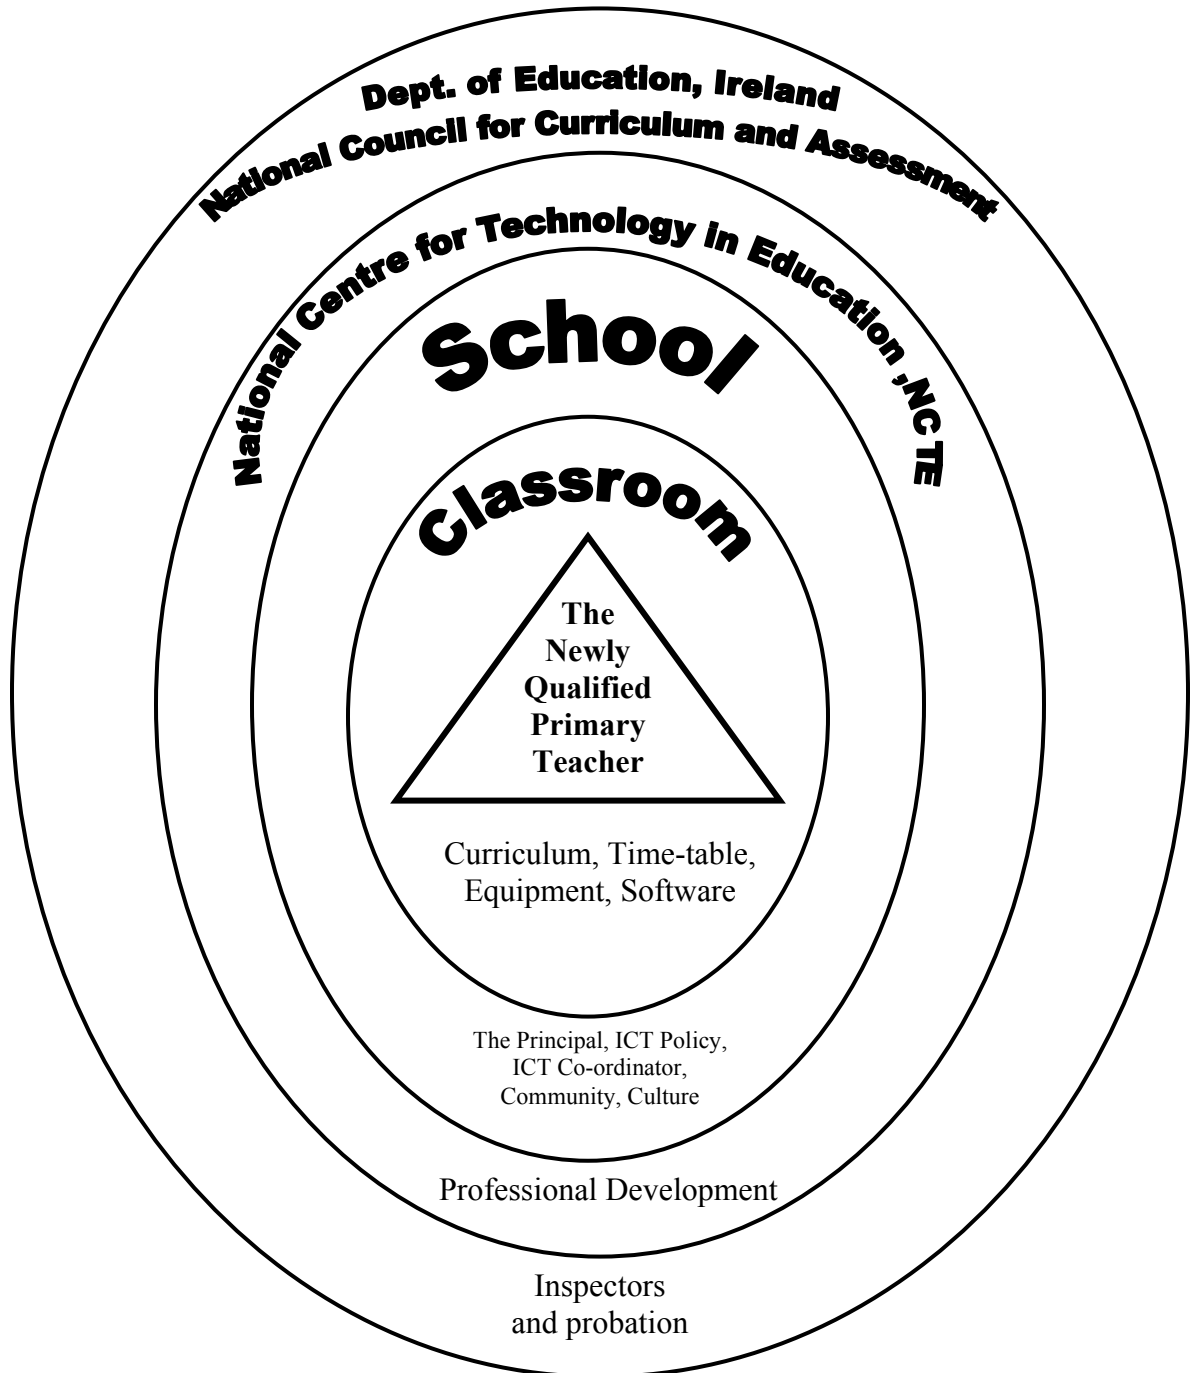 Dept. of Education, Ireland
National Council for Curriculum and Assessment
National Centre for Technology in Education ,NCTE
School
Classroom
The
Newly
Qualified
Primary
Teacher
Curriculum, Time-table,
Equipment, Software
The Principal, ICT Policy,
ICT Co-ordinator,
Community, Culture
Professional Development
Inspectors
and probation